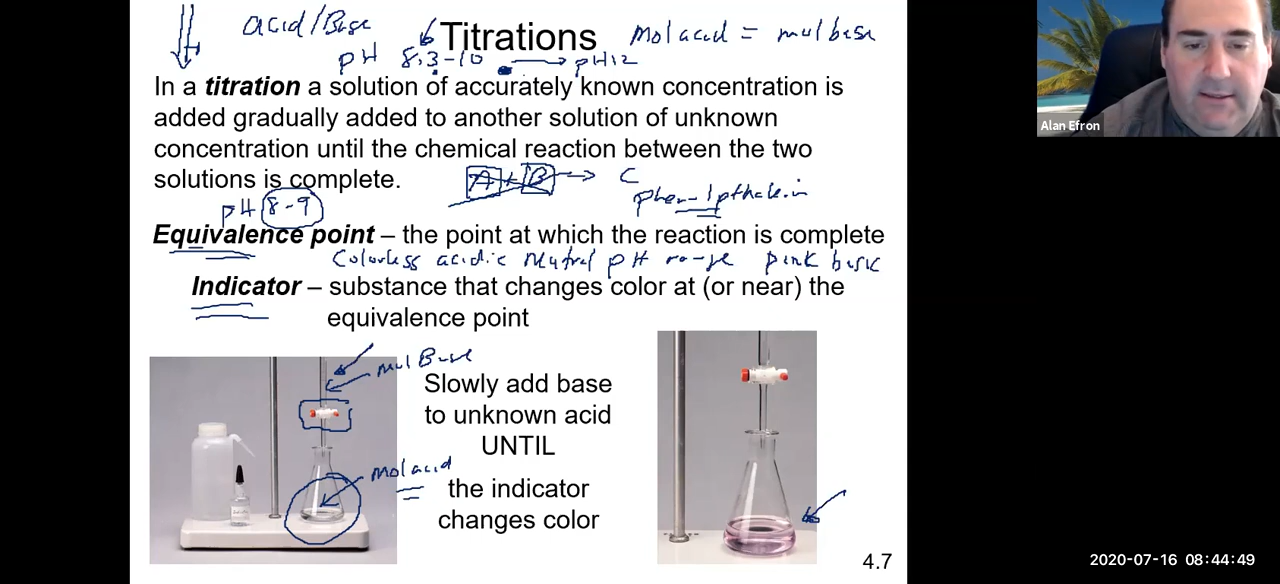 acid/Base
Titrations
mol acid = mol base
pH 8.3-10 → pH12
In a titration a solution of accurately known concentration is
added gradually added to another solution of unknown
concentration until the chemical reaction between the two
solutions is complete.
A + B → C
phenolpthalein
pH 8-9
Equivalence point – the point at which the reaction is complete
Colorless acidic neutral pH range pink basic
Indicator – substance that changes color at (or near) the
equivalence point
mol Base
Slowly add base
to unknown acid
UNTIL
mol acid
the indicator
changes color
4.7
Alan Efron
2020-07-16 08:44:49